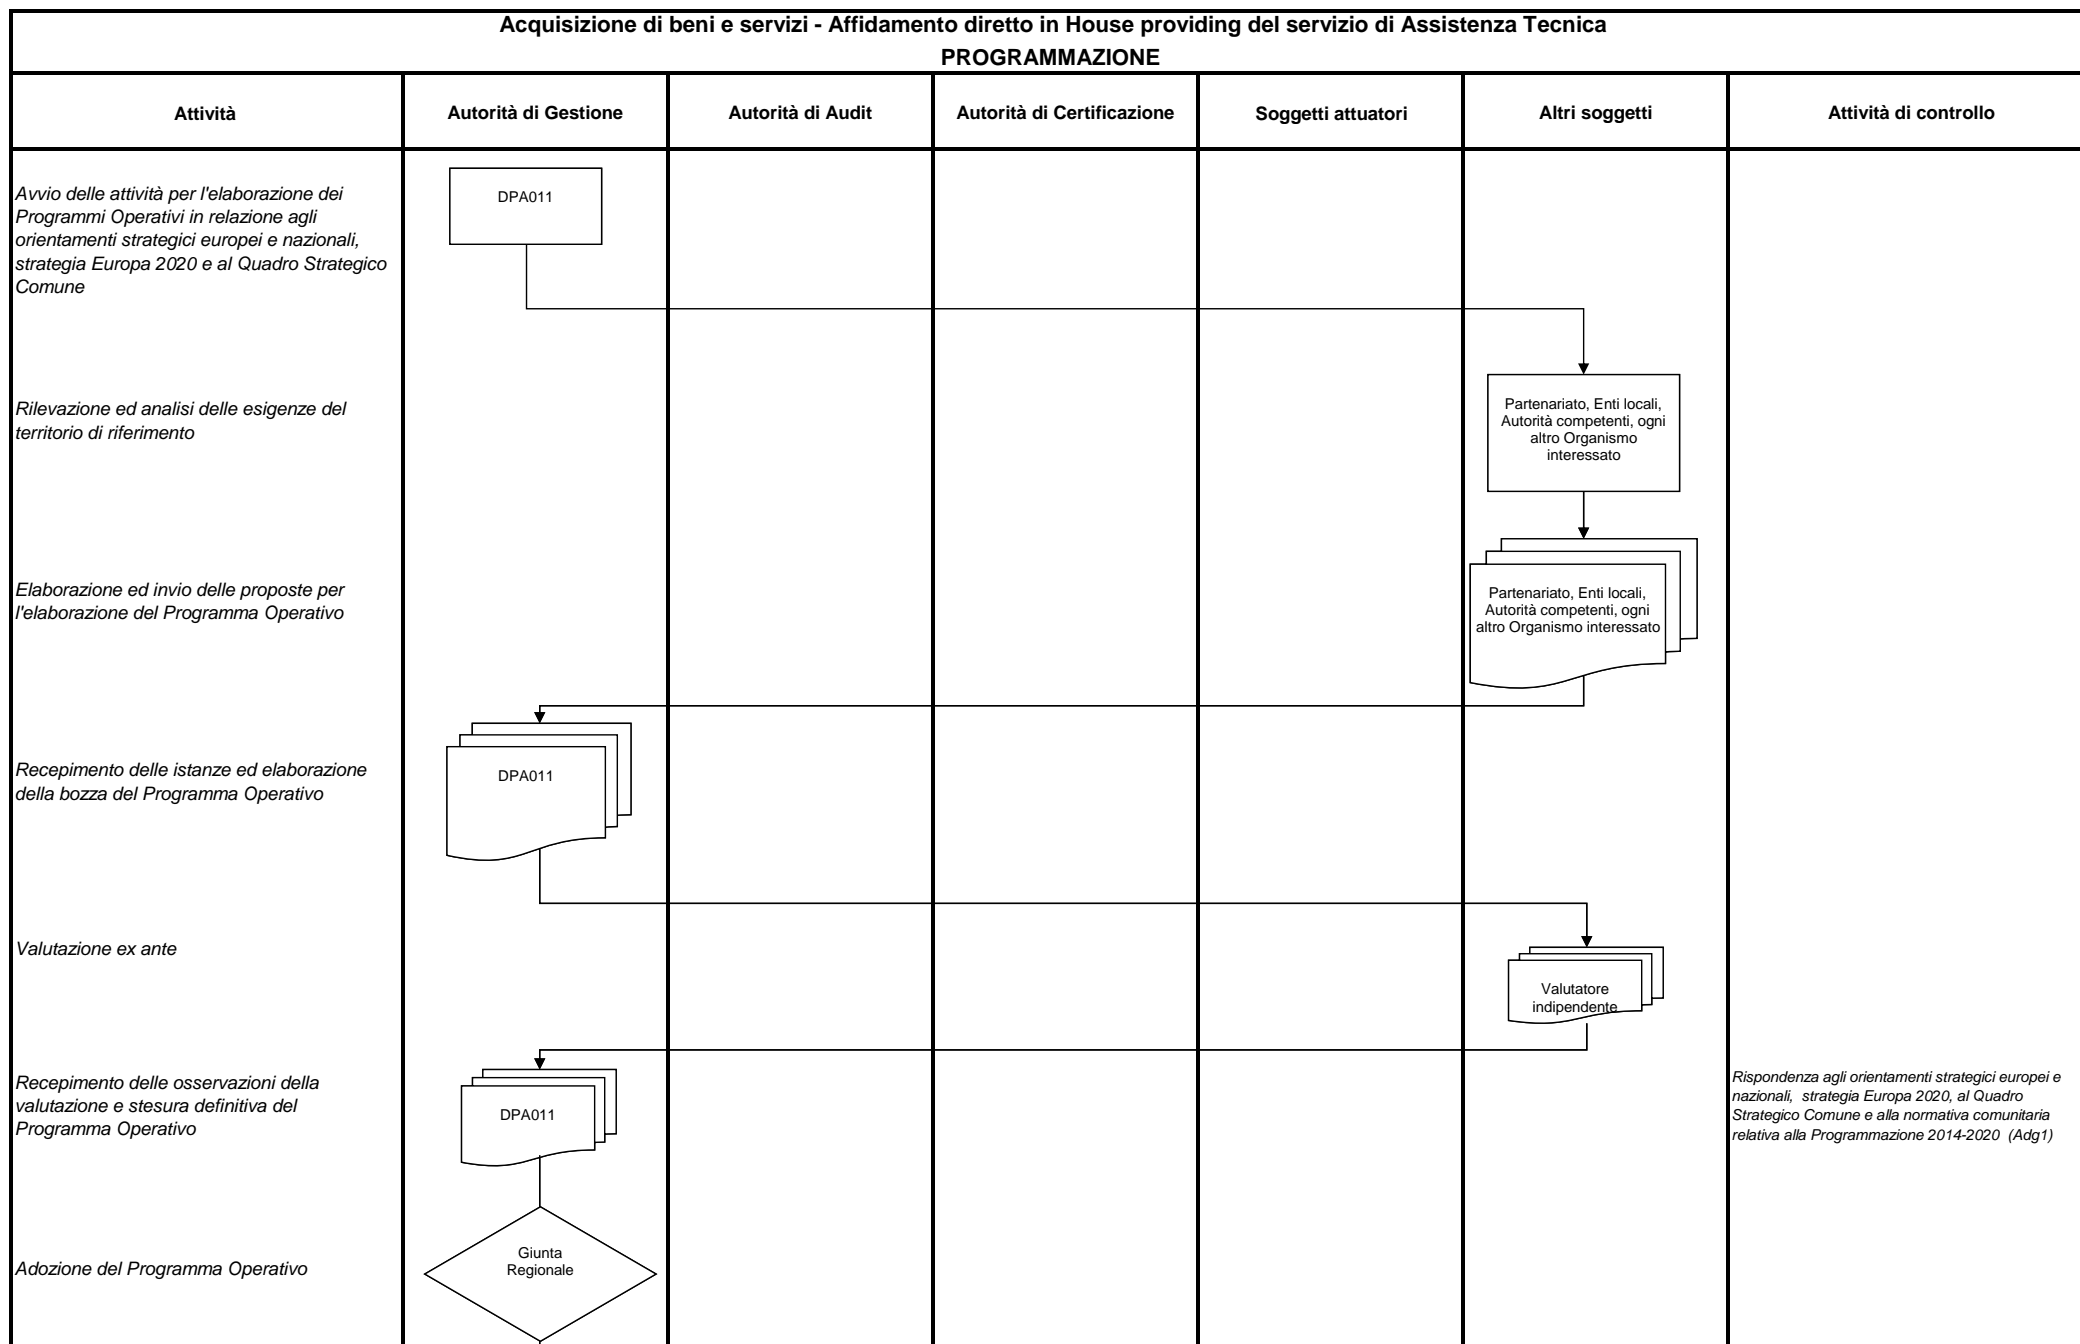 Acquisizione di beni e servizi - Affidamento diretto in House providing del servizio di Assistenza Tecnica
PROGRAMMAZIONE
Attività
Autorità di Gestione
Autorità di Audit
Autorità di Certificazione
Soggetti attuatori
Altri soggetti
Attività di controllo
Avvio delle attività per l'elaborazione dei
Programmi Operativi in relazione agli
orientamenti strategici europei e nazionali,
strategia Europa 2020 e al Quadro Strategico
Comune
DPA011
Rilevazione ed analisi delle esigenze del
territorio di riferimento
Partenariato, Enti locali,
Autorità competenti, ogni
altro Organismo
interessato
Elaborazione ed invio delle proposte per
l'elaborazione del Programma Operativo
Partenariato, Enti locali,
Autorità competenti, ogni
altro Organismo interessato
Recepimento delle istanze ed elaborazione
della bozza del Programma Operativo
DPA011
Valutazione ex ante
Valutatore
indipendente
Recepimento delle osservazioni della
valutazione e stesura definitiva del
Programma Operativo
DPA011
Rispondenza agli orientamenti strategici europei e
nazionali,  strategia Europa 2020, al Quadro
Strategico Comune e alla normativa comunitaria
relativa alla Programmazione 2014-2020  (Adg1)
Adozione del Programma Operativo
Giunta
Regionale